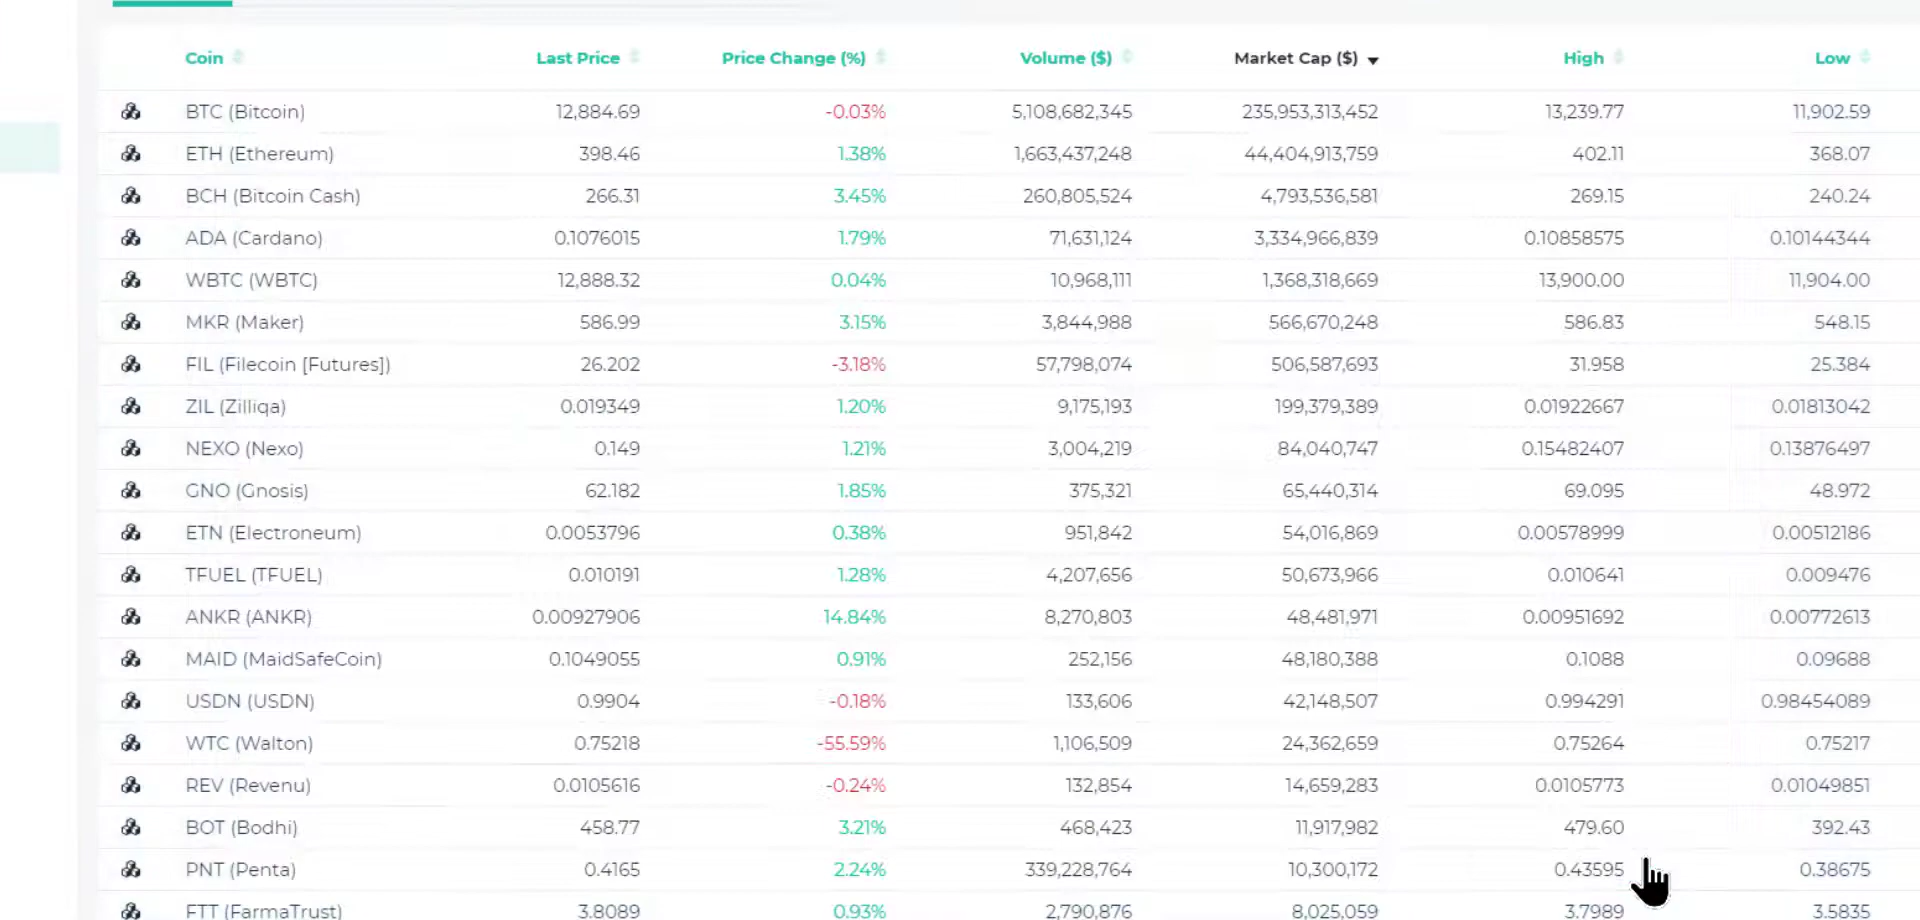 Coin Last Price Price Change (%) Volume ($) Market Cap ($) High Low
BTC (Bitcoin) 12,884.69 -0.03% 5,108,682,345 235,953,313,452 13,239.77 11,902.59
ETH (Ethereum) 398.46 1.38% 1,663,437,248 44,404,913,759 402.11 368.07
BCH (Bitcoin Cash) 266.31 3.45% 260,805,524 4,793,536,581 269.15 240.24
ADA (Cardano) 0.1076015 1.79% 71,631,124 3,334,966,839 0.10858575 0.10144344
WBTC (WBTC) 12,888.32 0.04% 10,968,111 1,368,318,669 13,900.00 11,904.00
MKR (Maker) 586.99 3.15% 3,844,988 566,670,248 586.83 548.15
FIL (Filecoin [Futures]) 26.202 -3.18% 57,798,074 506,587,693 31.958 25.384
ZIL (Zilliqa) 0.019349 1.20% 9,175,193 199,379,389 0.01922667 0.01813042
NEXO (Nexo) 0.149 1.21% 3,004,219 84,040,747 0.15482407 0.13876497
GNO (Gnosis) 62.182 1.85% 375,321 65,440,314 69.095 48.972
ETN (Electroneum) 0.0053796 0.38% 951,842 54,016,869 0.00578999 0.00512186
TFUEL (TFUEL) 0.010191 1.28% 4,207,656 50,673,966 0.010641 0.009476
ANKR (ANKR) 0.00927906 14.84% 8,270,803 48,481,971 0.00951692 0.00772613
MAID (MaidSafeCoin) 0.1049055 0.91% 252,156 48,180,388 0.1088 0.09688
USDN (USDN) 0.9904 -0.18% 133,606 42,148,507 0.994291 0.98454089
WTC (Walton) 0.75218 -55.59% 1,106,509 24,362,659 0.75264 0.75217
REV (Revenu) 0.0105616 -0.24% 132,854 14,659,283 0.0105773 0.01049851
BOT (Bodhi) 458.77 3.21% 468,423 11,917,982 479.60 392.43
PNT (Penta) 0.4165 2.24% 339,228,764 10,300,172 0.43595 0.38675
FTT (FarmaTrust) 3.8089 0.93% 2,790,876 8,025,059 3.7989 3.5835